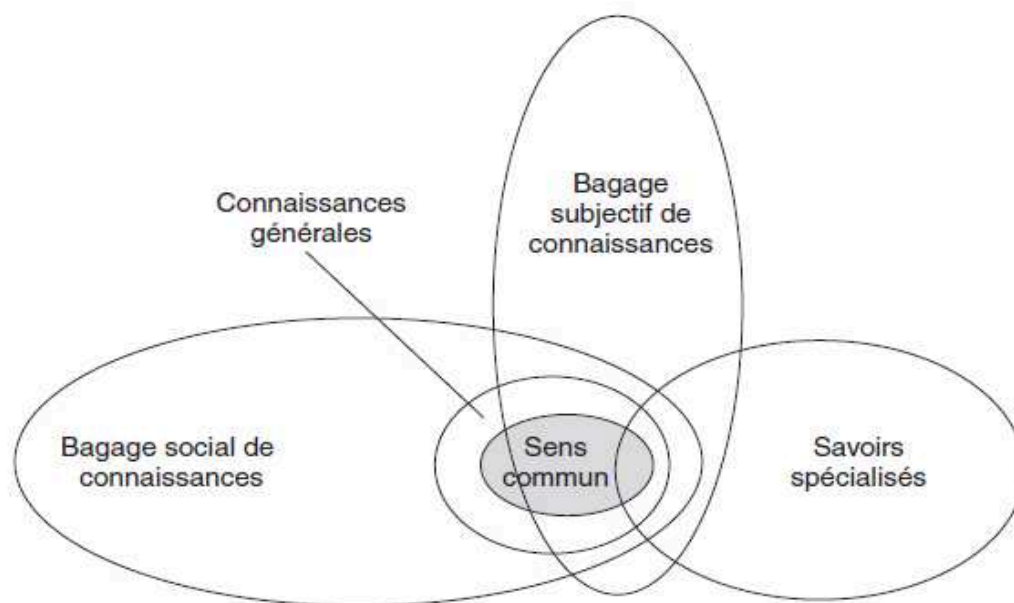 Bagage
subjectif de
connaissances
Connaissances
générales
Bagage social de
connaissances
Sens
commun
Savoirs
spécialisés